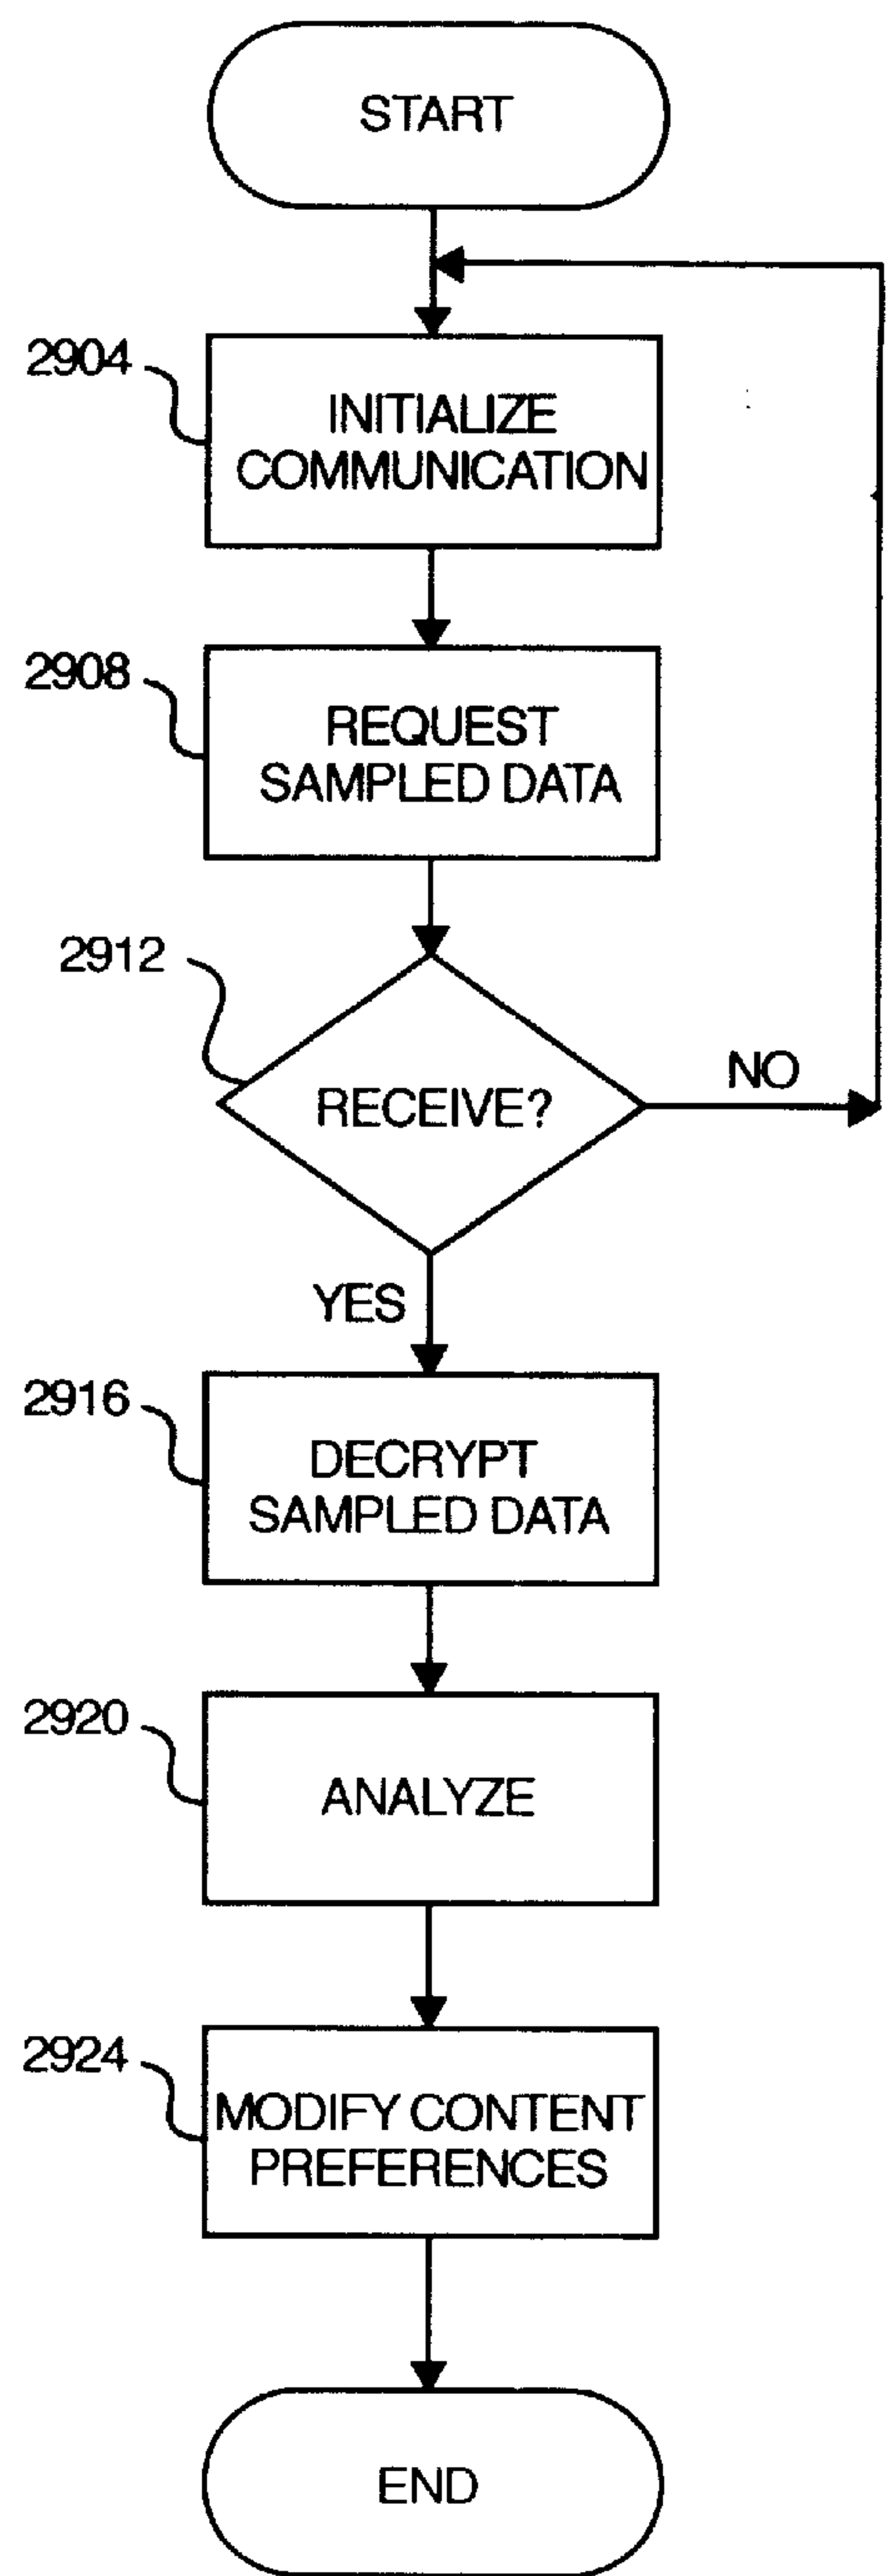 START
2904
INITIALIZE
COMMUNICATION
2908
REQUEST
SAMPLED DATA
2912
RECEIVE?
NO
YES
2916
DECRYPT
SAMPLED DATA
2920
ANALYZE
2924
MODIFY CONTENT
PREFERENCES
END